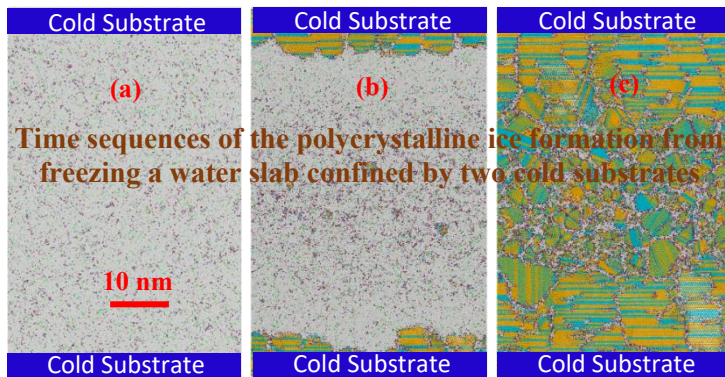 Cold Substrate Cold Substrate Cold Substrate
(a) (b) (c)
Time sequences of the polycrystalline ice formation from
freezing a water slab confined by two cold substrates
10 nm
Cold Substrate Cold Substrate Cold Substrate